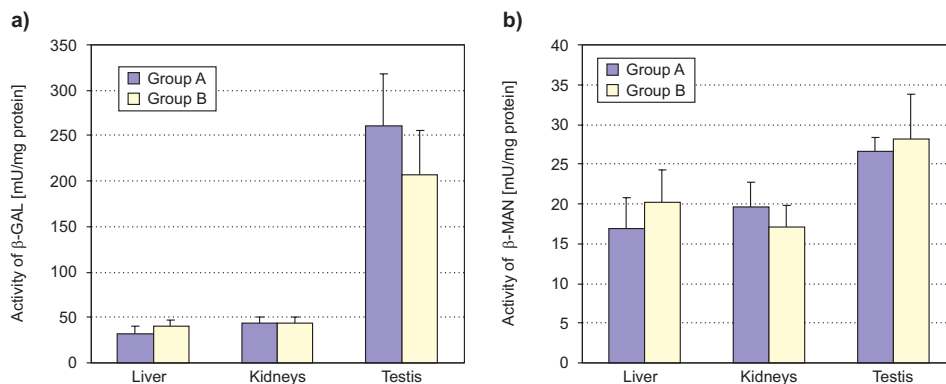 a)
Activity of β-GAL [mU/mg protein]
350
300
250
200
150
100
50
0
Group A
Group B
Liver
Kidneys
Testis
b)
Activity of β-MAN [mU/mg protein]
40
35
30
25
20
15
10
5
0
Group A
Group B
Liver
Kidneys
Testis